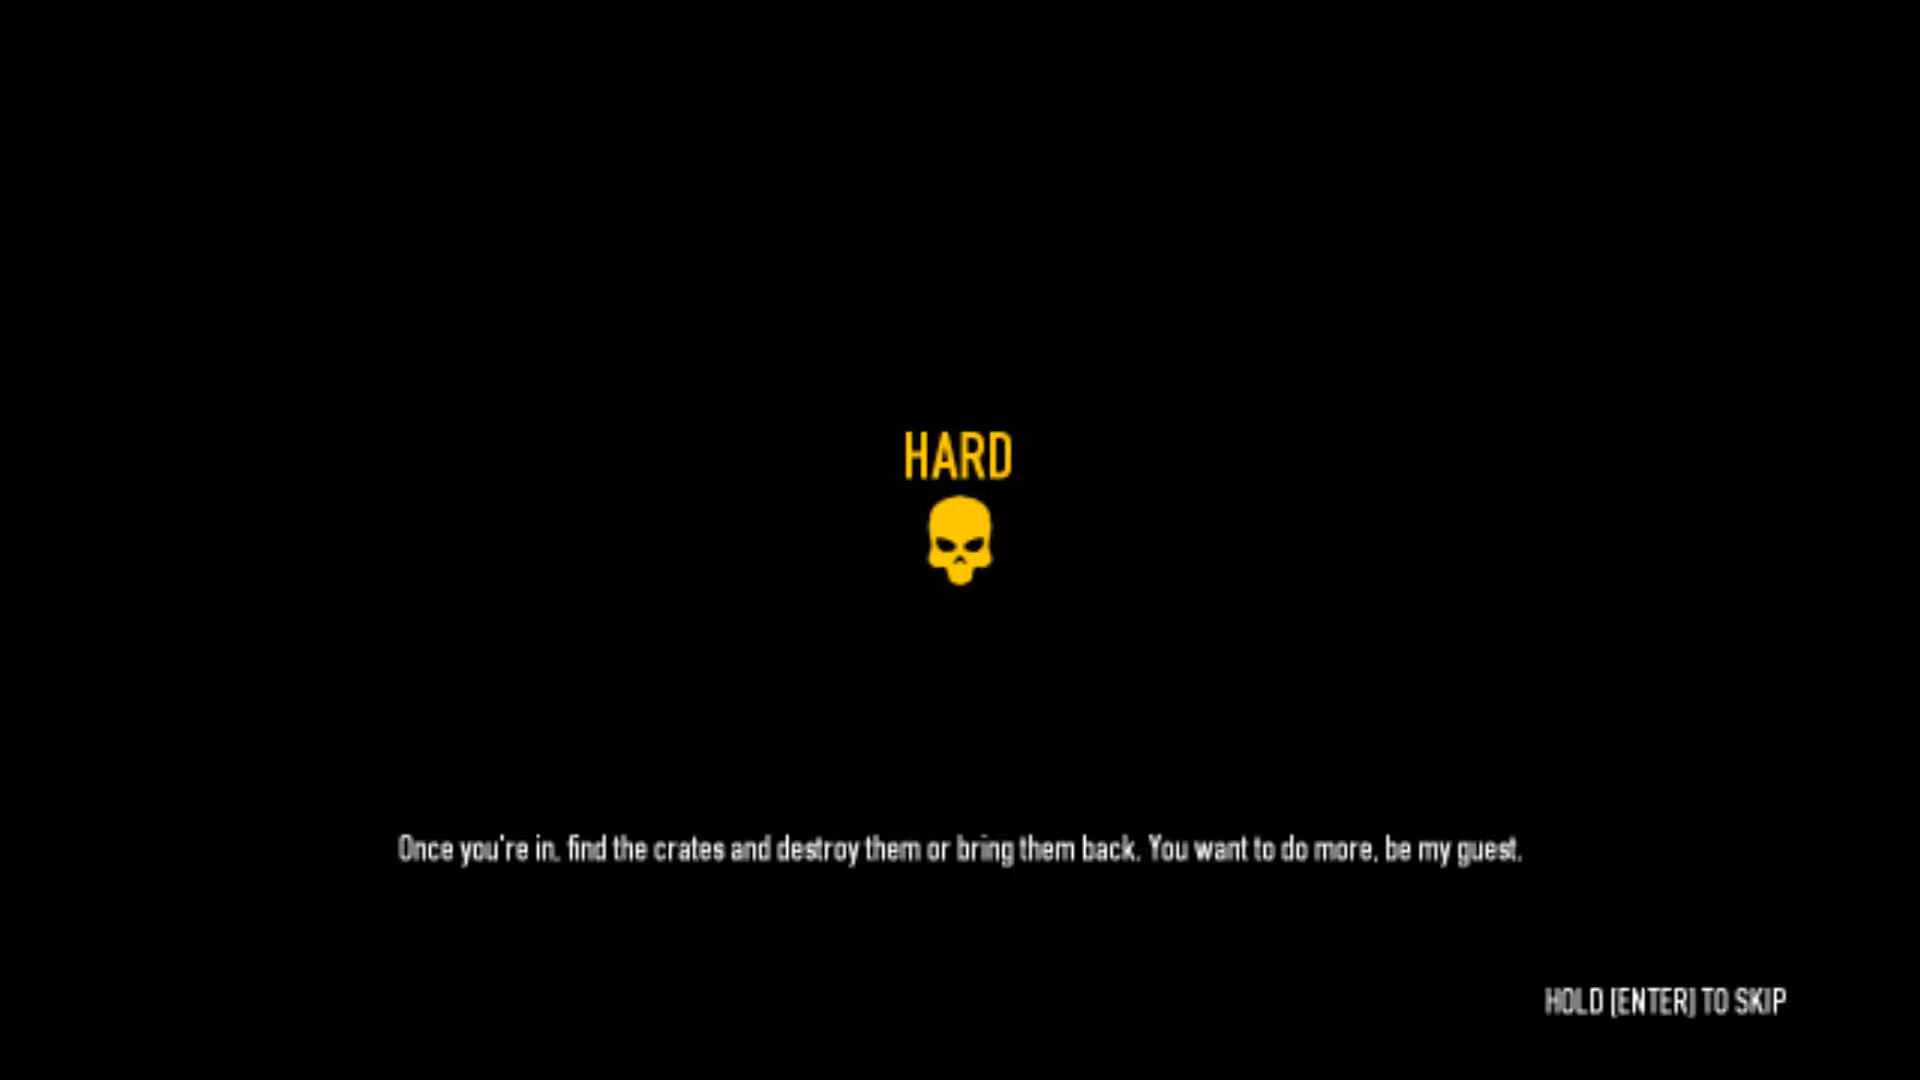 HARD
Once you're in, find the crates and destroy them or bring them back. You want to do more, be my guest.
HOLD [ENTER] TO SKIP